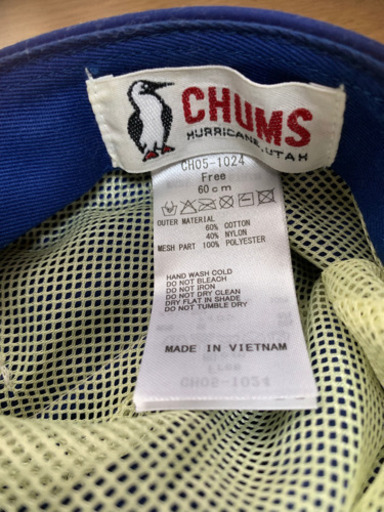 CHUMS
HURRICANE, UTAH
CH05-1024
Free
60cm
OUTER MATERIAL
60% COTTON
40% NYLON
MESH PART 100% POLYESTER
HAND WASH COLD
DO NOT BLEACH
DO NOT IRON
DO NOT DRY CLEAN
DRY FLAT IN SHADE
DO NOT TUMBLE DRY
MADE IN VIETNAM